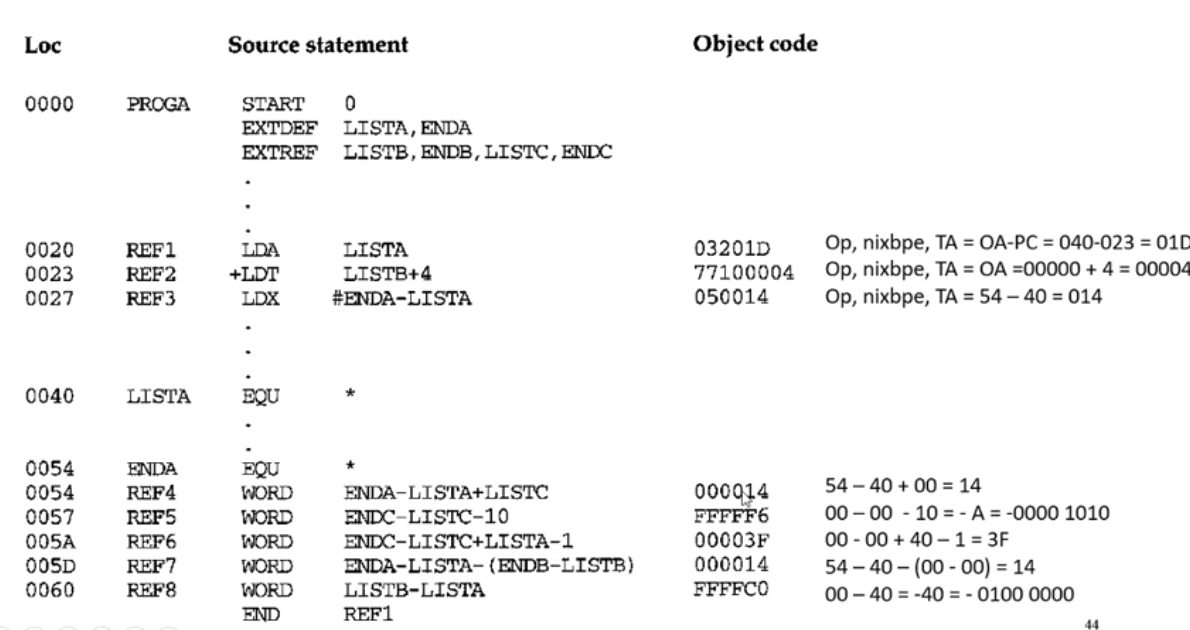 Loc Source statement Object code
0000 PROGA START 0
EXTDEF LISTA,ENDA
EXTREF LISTB,ENDB,LISTC,ENDC
.
.
.
0020 REF1 LDA LISTA 03201D Op, nixbpe, TA = OA-PC = 040-023 = 01D
0023 REF2 +LDT LISTB+4 77100004 Op, nixbpe, TA = OA =00000 + 4 = 00004
0027 REF3 LDX #ENDA-LISTA 050014 Op, nixbpe, TA = 54 – 40 = 014
.
.
.
0040 LISTA EQU *
.
.
0054 ENDA EQU *
0054 REF4 WORD ENDA-LISTA+LISTC 000014 54 – 40 + 00 = 14
0057 REF5 WORD ENDC-LISTC-10 FFFFF6 00 – 00 - 10 = - A = -0000 1010
005A REF6 WORD ENDC-LISTC+LISTA-1 00003F 00 - 00 + 40 – 1 = 3F
005D REF7 WORD ENDA-LISTA-(ENDB-LISTB) 000014 54 – 40 – (00 - 00) = 14
0060 REF8 WORD LISTB-LISTA FFFFC0 00 – 40 = -40 = - 0100 0000
END REF1
44